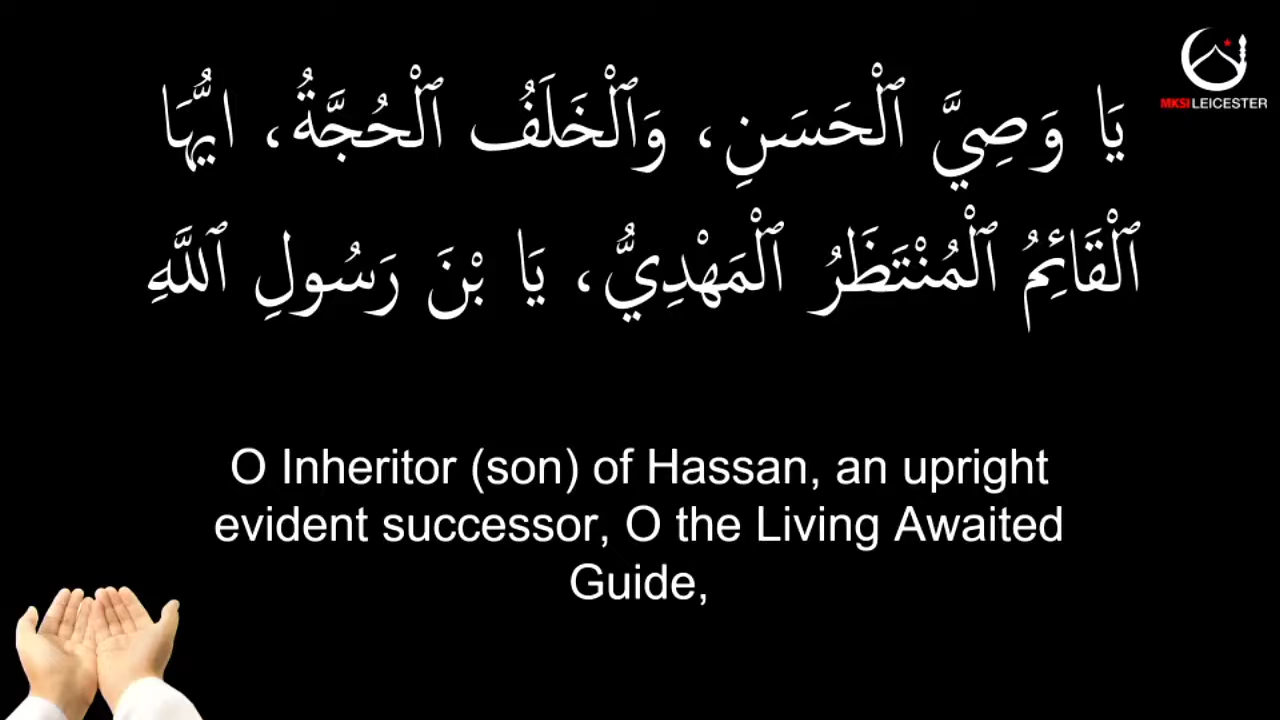 MKSI LEICESTER
يَا وَصِيَّ ٱلْحَسَنِ، وَٱلْخَلَفُ ٱلْحُجَّةُ، ايُّهَا
ٱلْقَائِمُ ٱلْمُنْتَظَرُ ٱلْمَهْدِيُّ، يَا بْنَ رَسُولِ ٱللَّهِ
O Inheritor (son) of Hassan, an upright
evident successor, O the Living Awaited
Guide,